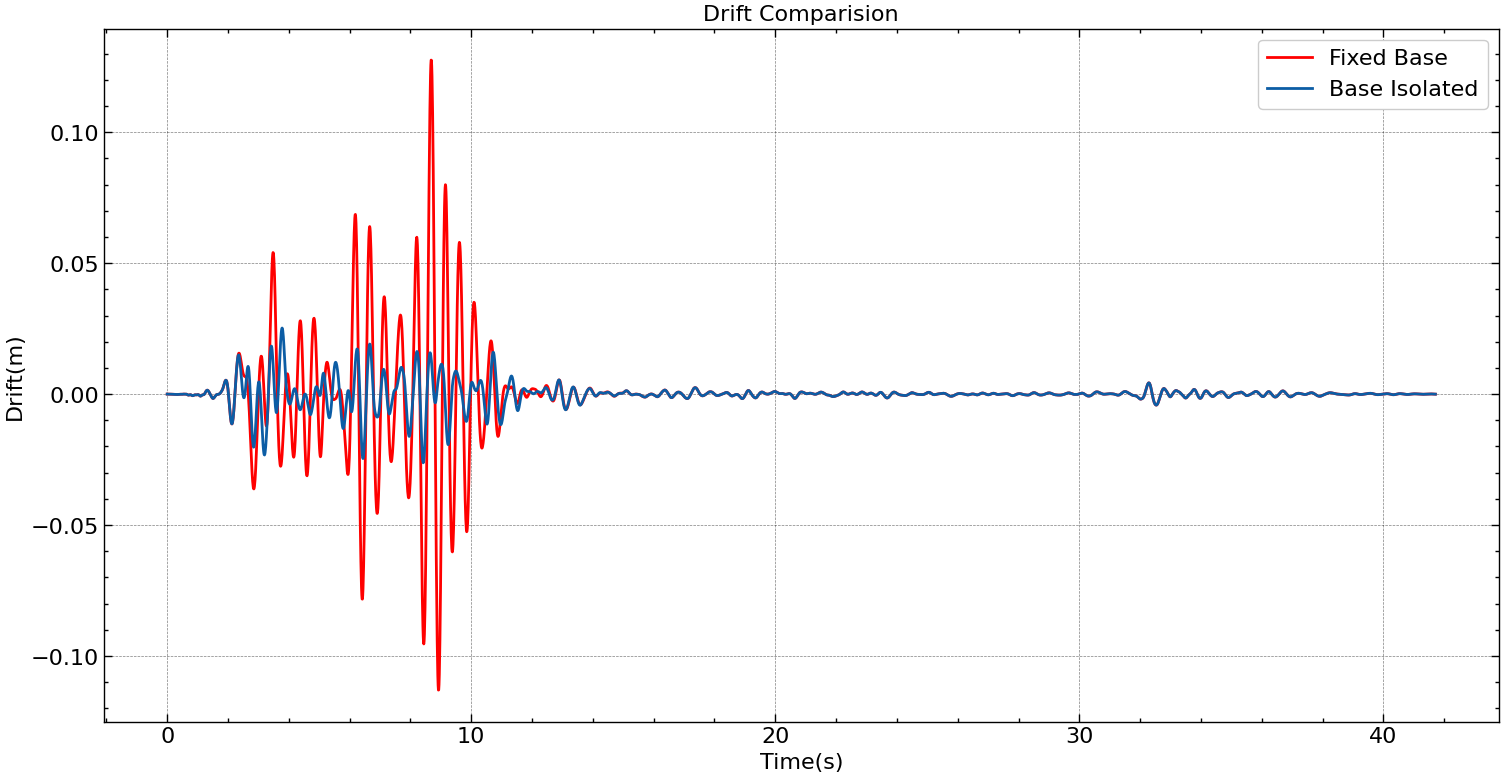 Drift Comparision
Fixed Base
Base Isolated
Drift(m)
0.10
0.05
0.00
−0.05
−0.10
0 10 20 30 40
Time(s)